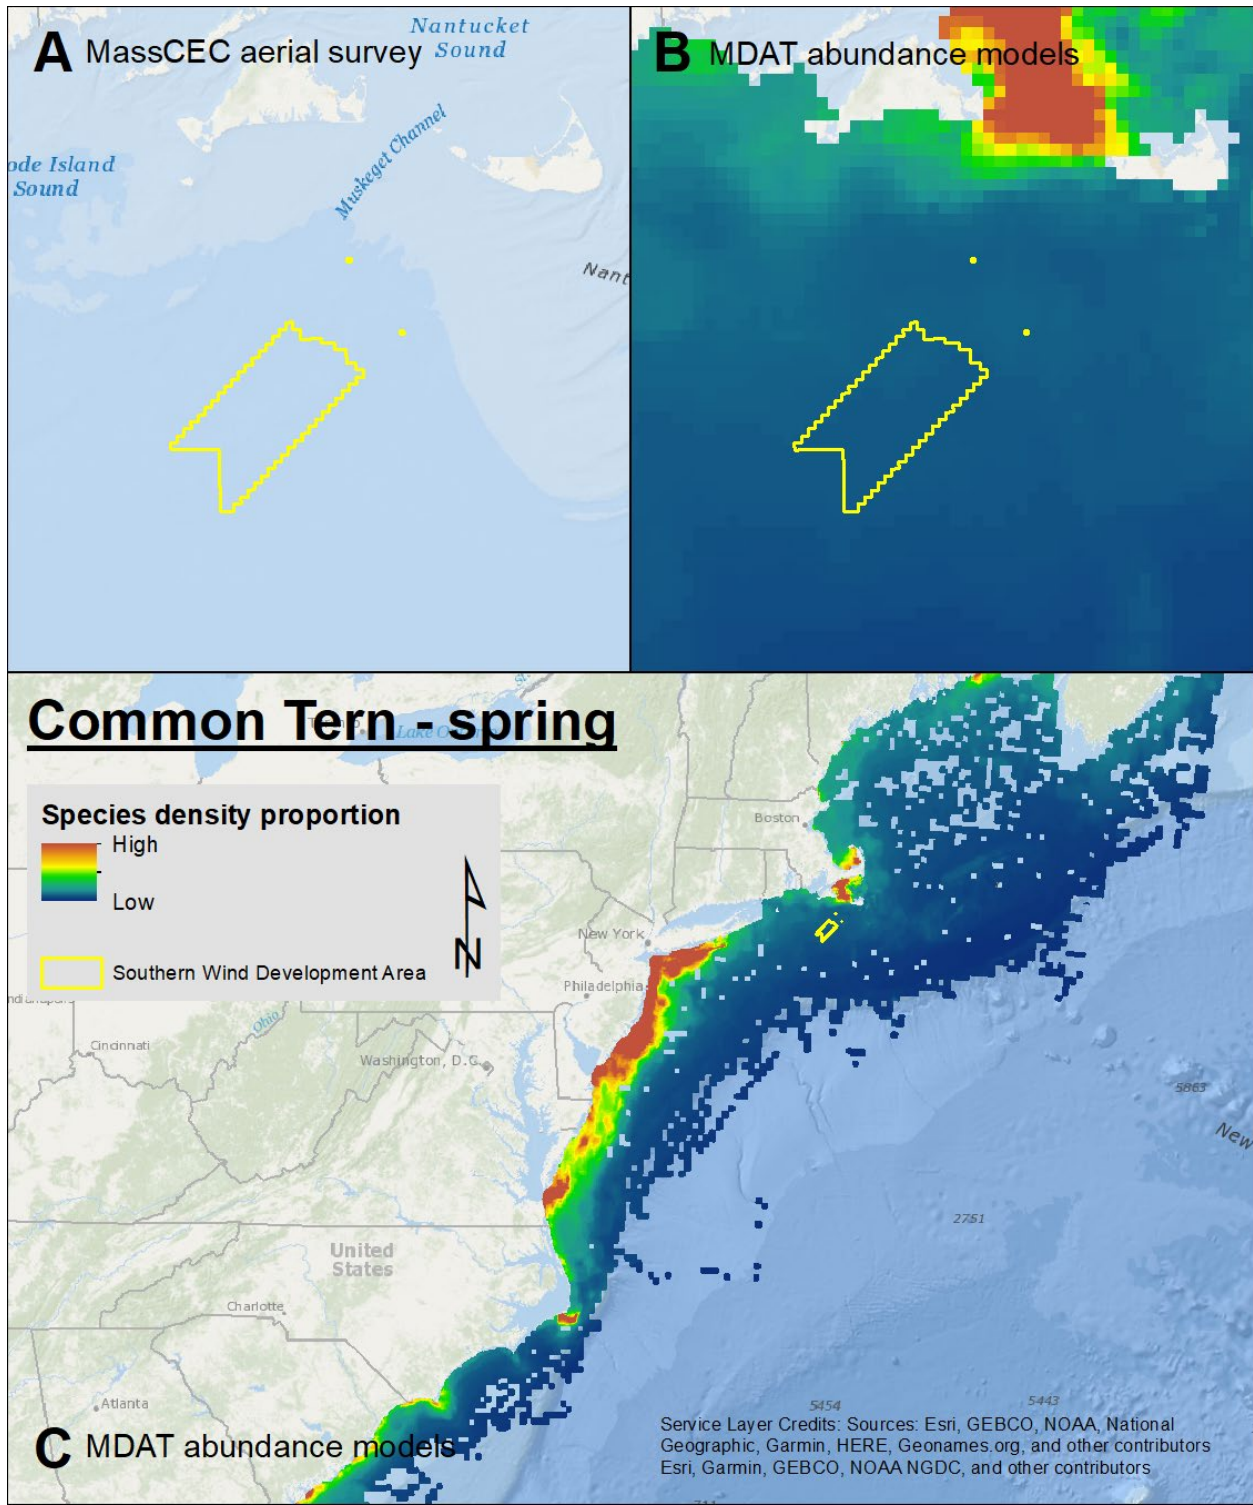 A MassCEC aerial survey
Nantucket
Sound
ode Island
Sound
Muskeget Channel
Nant
B MDAT abundance models
Common Tern - spring
Species density proportion
High
Low
N
Southern Wind Development Area
Boston
New York
Philadelphia
Ohio
Cincinnati
Washington, D.C.
United
States
Charlotte
Atlanta
5863
New
2751
5454
5443
C MDAT abundance models
Service Layer Credits: Sources: Esri, GEBCO, NOAA, National
Geographic, Garmin, HERE, Geonames.org, and other contributors
Esri, Garmin, GEBCO, NOAA NGDC, and other contributors